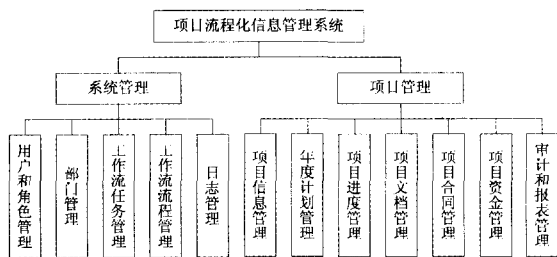 项目流程化信息管理系统
系统管理
项目管理
用户和角色管理
部门管理
工作流任务管理
工作流流程管理
日志管理
项目信息管理
年度计划管理
项目进度管理
项目文档管理
项目合同管理
项目资金管理
审计和报表管理